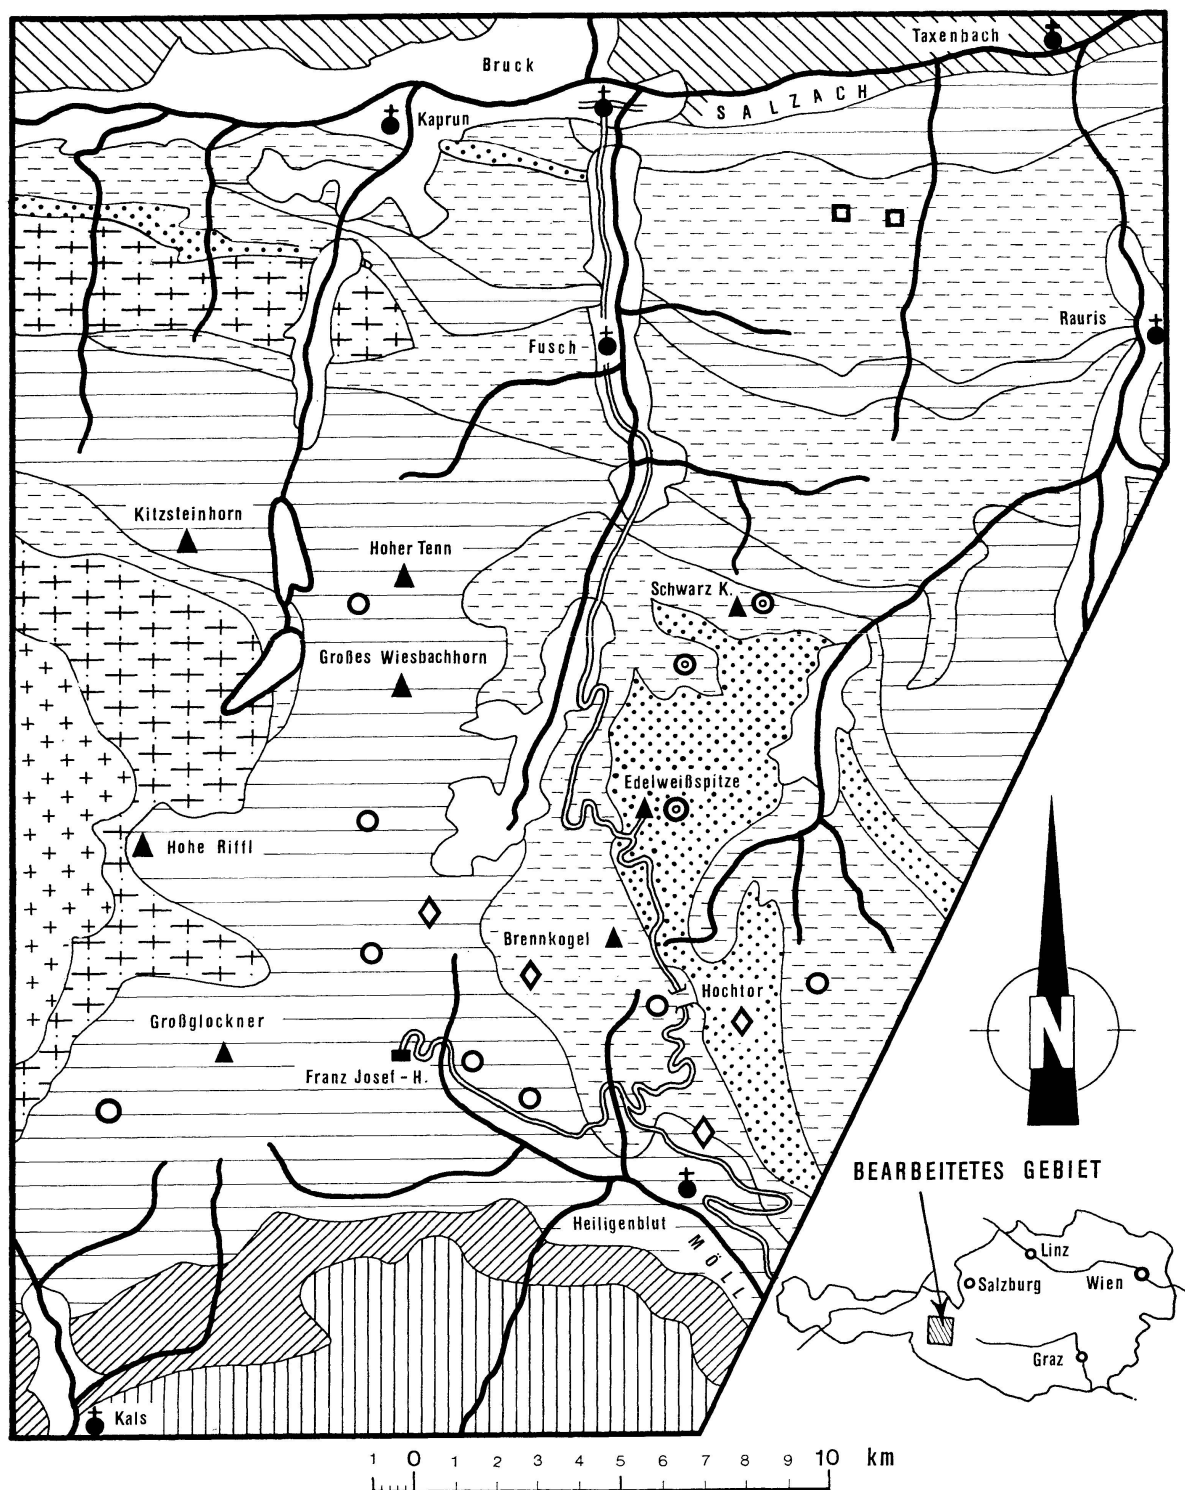 Taxenbach
Bruck
SALZACH
Kaprun
Rauris
Fusch
Kitzsteinhorn
Hoher Tenn
Schwarz K.
Großes Wiesbachhorn
Edelweißspitze
Hohe Riffl
Brennkogel
Hochtor
Großglockner
Franz Josef-H.
N
BEARBEITETES GEBIET
Heiligenblut
MÖLL
Linz
Salzburg
Wien
Graz
Kals
1 0 1 2 3 4 5 6 7 8 9 10 km